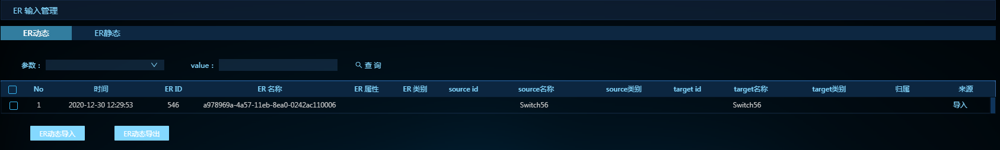 ER 输入管理
ER动态 ER静态
参数： value： 查 询
No 时间 ER ID ER 名称 ER 属性 ER 类别 source id source名称 source类别 target id target名称 target类别 归属 来源
1 2020-12-30 12:29:53 546 a978969a-4a57-11eb-8ea0-0242ac110006 Switch56 Switch56 导入
ER动态导入 ER动态导出